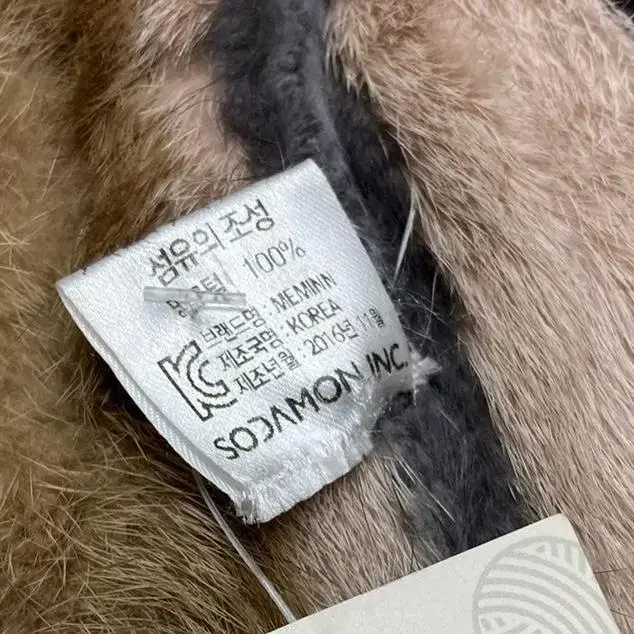 섬유의 조성
100%
브랜드명 : MEMINN
제조국명 : KOREA
제조년월 : 2016년 11월
SODAMON INC.